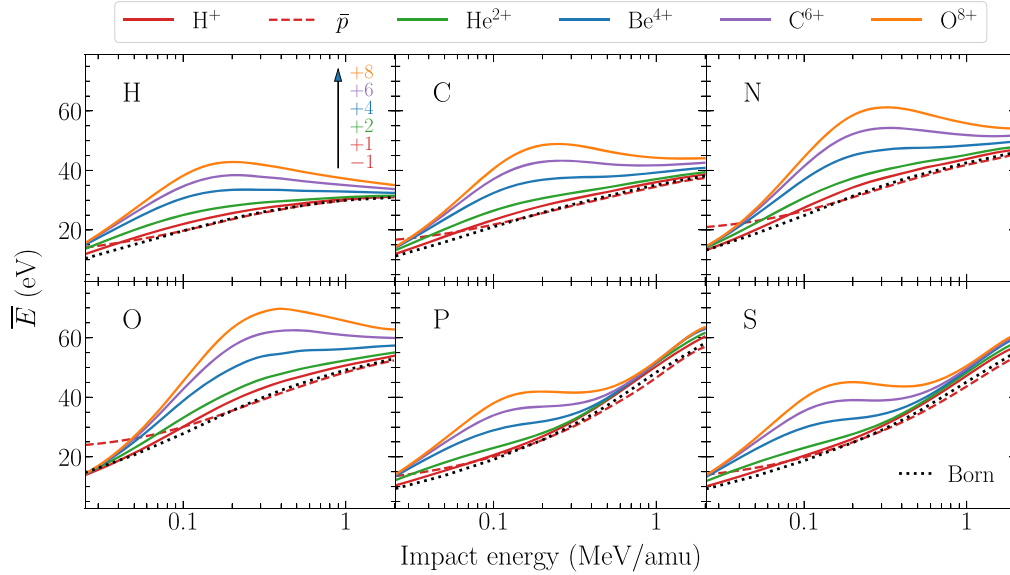 H⁺ p̄ He²⁺ Be⁴⁺ C⁶⁺ O⁸⁺
H
+8
+6
+4
+2
+1
−1
C
N
60
40
20
O
P
S
60
40
20
Born
0.1 1 0.1 1 0.1 1
E̅ (eV)
Impact energy (MeV/amu)